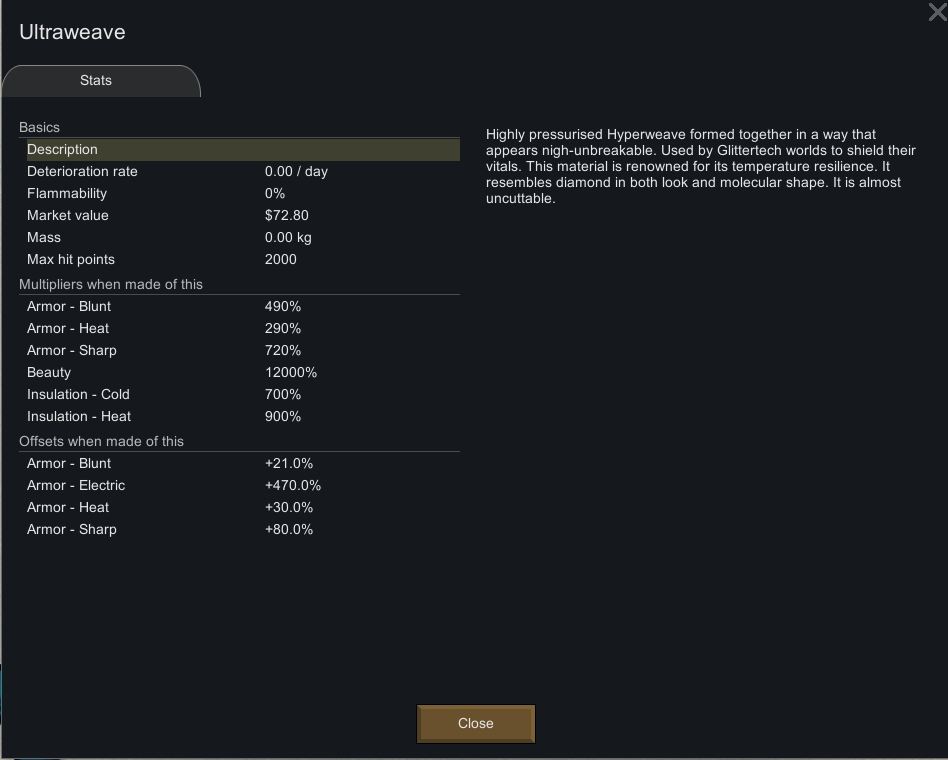 Ultraweave
Stats
Basics
Description
Deterioration rate 0.00 / day
Flammability 0%
Market value $72.80
Mass 0.00 kg
Max hit points 2000
Multipliers when made of this
Armor - Blunt 490%
Armor - Heat 290%
Armor - Sharp 720%
Beauty 12000%
Insulation - Cold 700%
Insulation - Heat 900%
Offsets when made of this
Armor - Blunt +21.0%
Armor - Electric +470.0%
Armor - Heat +30.0%
Armor - Sharp +80.0%
Highly pressurised Hyperweave formed together in a way that
appears nigh-unbreakable. Used by Glittertech worlds to shield their
vitals. This material is renowned for its temperature resilience. It
resembles diamond in both look and molecular shape. It is almost
uncuttable.
Close